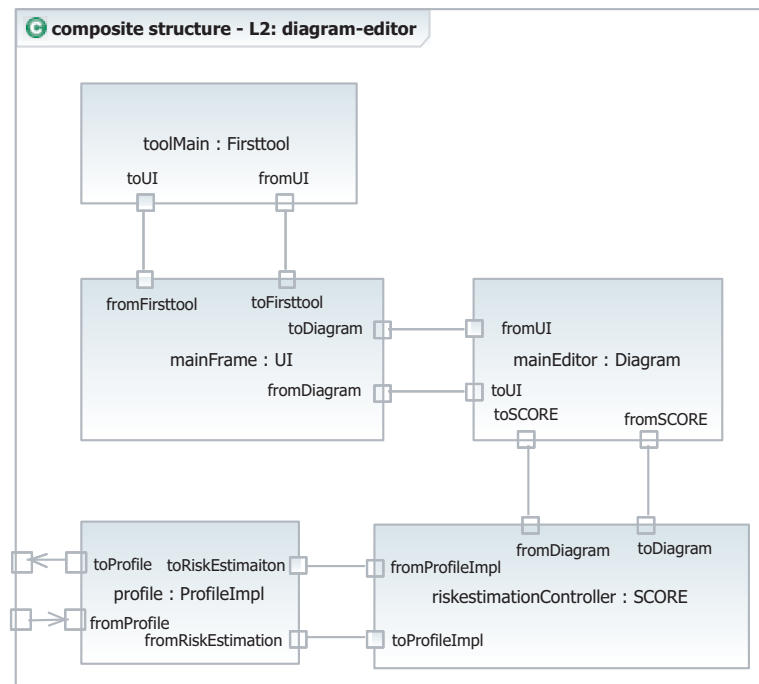 C composite structure - L2: diagram-editor
toolMain : Firsttool
toUI
fromUI
fromFirsttool
toFirsttool
toDiagram
fromUI
mainFrame : UI
mainEditor : Diagram
fromDiagram
toUI
toSCORE
fromSCORE
fromDiagram
toDiagram
toProfile
toRiskEstimaiton
fromProfileImpl
profile : ProfileImpl
riskestimationController : SCORE
fromProfile
fromRiskEstimation
toProfileImpl